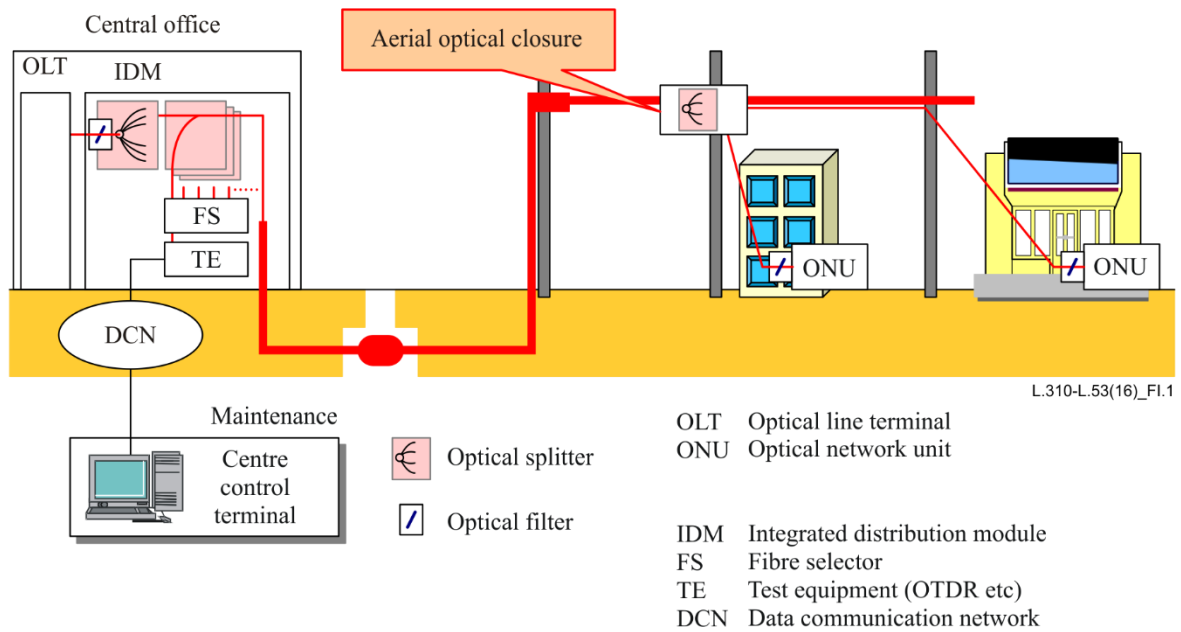 Central office
Aerial optical closure
OLT
IDM
FS
TE
ONU
ONU
DCN
L.310-L.53(16)_FI.1
Maintenance
Centre
control
terminal
Optical splitter
Optical filter
OLT Optical line terminal
ONU Optical network unit
IDM Integrated distribution module
FS Fibre selector
TE Test equipment (OTDR etc)
DCN Data communication network